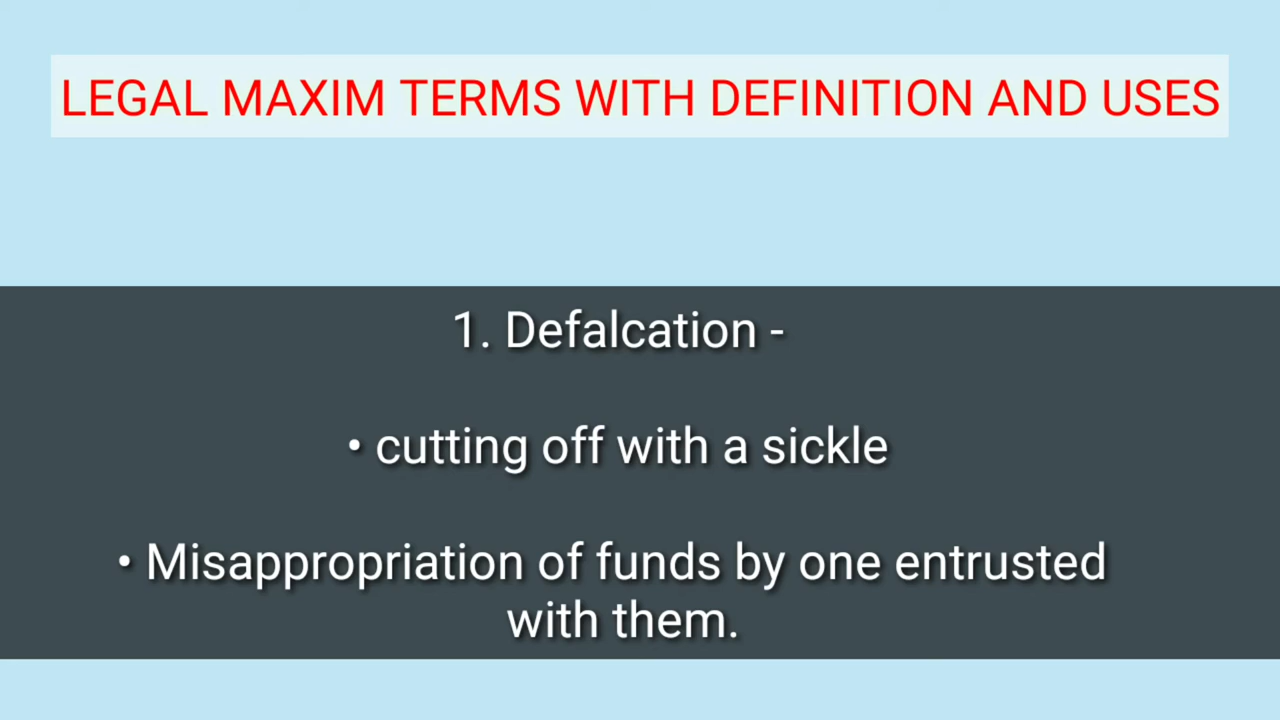 LEGAL MAXIM TERMS WITH DEFINITION AND USES
1. Defalcation -
• cutting off with a sickle
• Misappropriation of funds by one entrusted
with them.